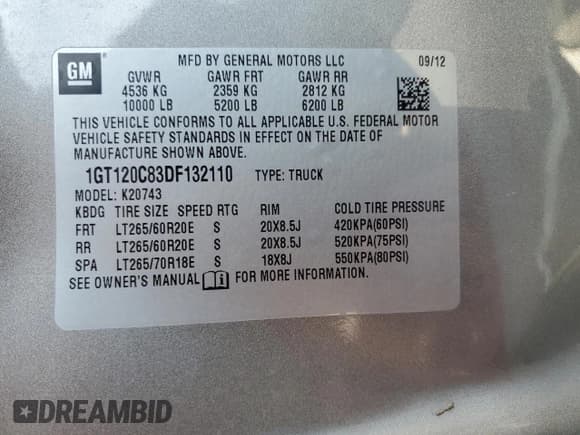 GM
MFD BY GENERAL MOTORS LLC 09/12
GVWR GAWR FRT GAWR RR
4536 KG 2359 KG 2812 KG
10000 LB 5200 LB 6200 LB
THIS VEHICLE CONFORMS TO ALL APPLICABLE U.S. FEDERAL MOTOR
VEHICLE SAFETY STANDARDS IN EFFECT ON THE DATE OF
MANUFACTURE SHOWN ABOVE.
1GT120C83DF132110 TYPE: TRUCK
MODEL: K20743
KBDG TIRE SIZE SPEED RTG RIM COLD TIRE PRESSURE
FRT LT265/60R20E S 20X8.5J 420KPA(60PSI)
RR LT265/60R20E S 20X8.5J 520KPA(75PSI)
SPA LT265/70R18E S 18X8J 550KPA(80PSI)
SEE OWNER'S MANUAL FOR MORE INFORMATION.
DREAMBID